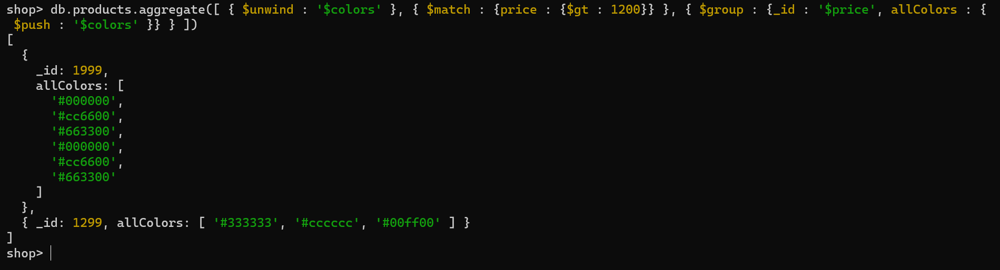 shop> db.products.aggregate([ { $unwind : '$colors' }, { $match : {price : {$gt : 1200}} }, { $group : {_id : '$price', allColors : {
 $push : '$colors' }} } ])
[
  {
    _id: 1999,
    allColors: [
      '#000000',
      '#cc6600',
      '#663300',
      '#000000',
      '#cc6600',
      '#663300'
    ]
  },
  { _id: 1299, allColors: [ '#333333', '#cccccc', '#00ff00' ] }
]
shop>